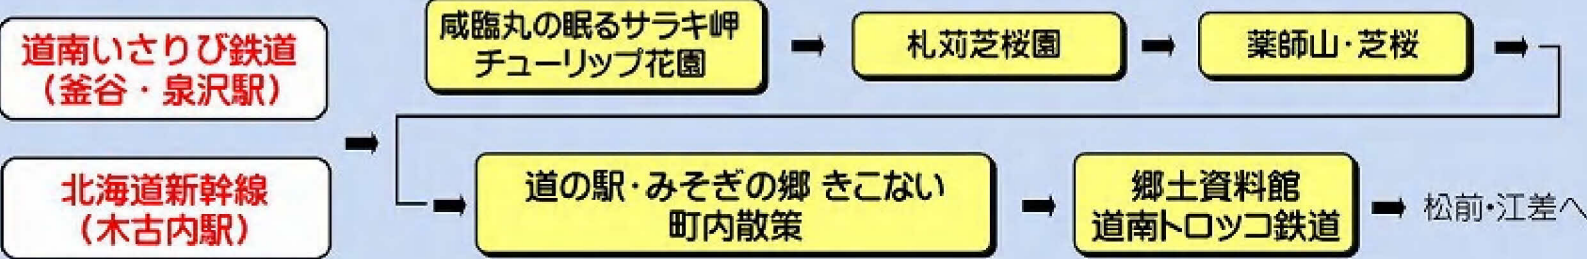 道南いさりび鉄道
（釜谷・泉沢駅）
北海道新幹線
（木古内駅）
咸臨丸の眠るサラキ岬
チューリップ花園
札苅芝桜園
薬師山・芝桜
道の駅・みそぎの郷 きこない
町内散策
郷土資料館
道南トロッコ鉄道
松前・江差へ